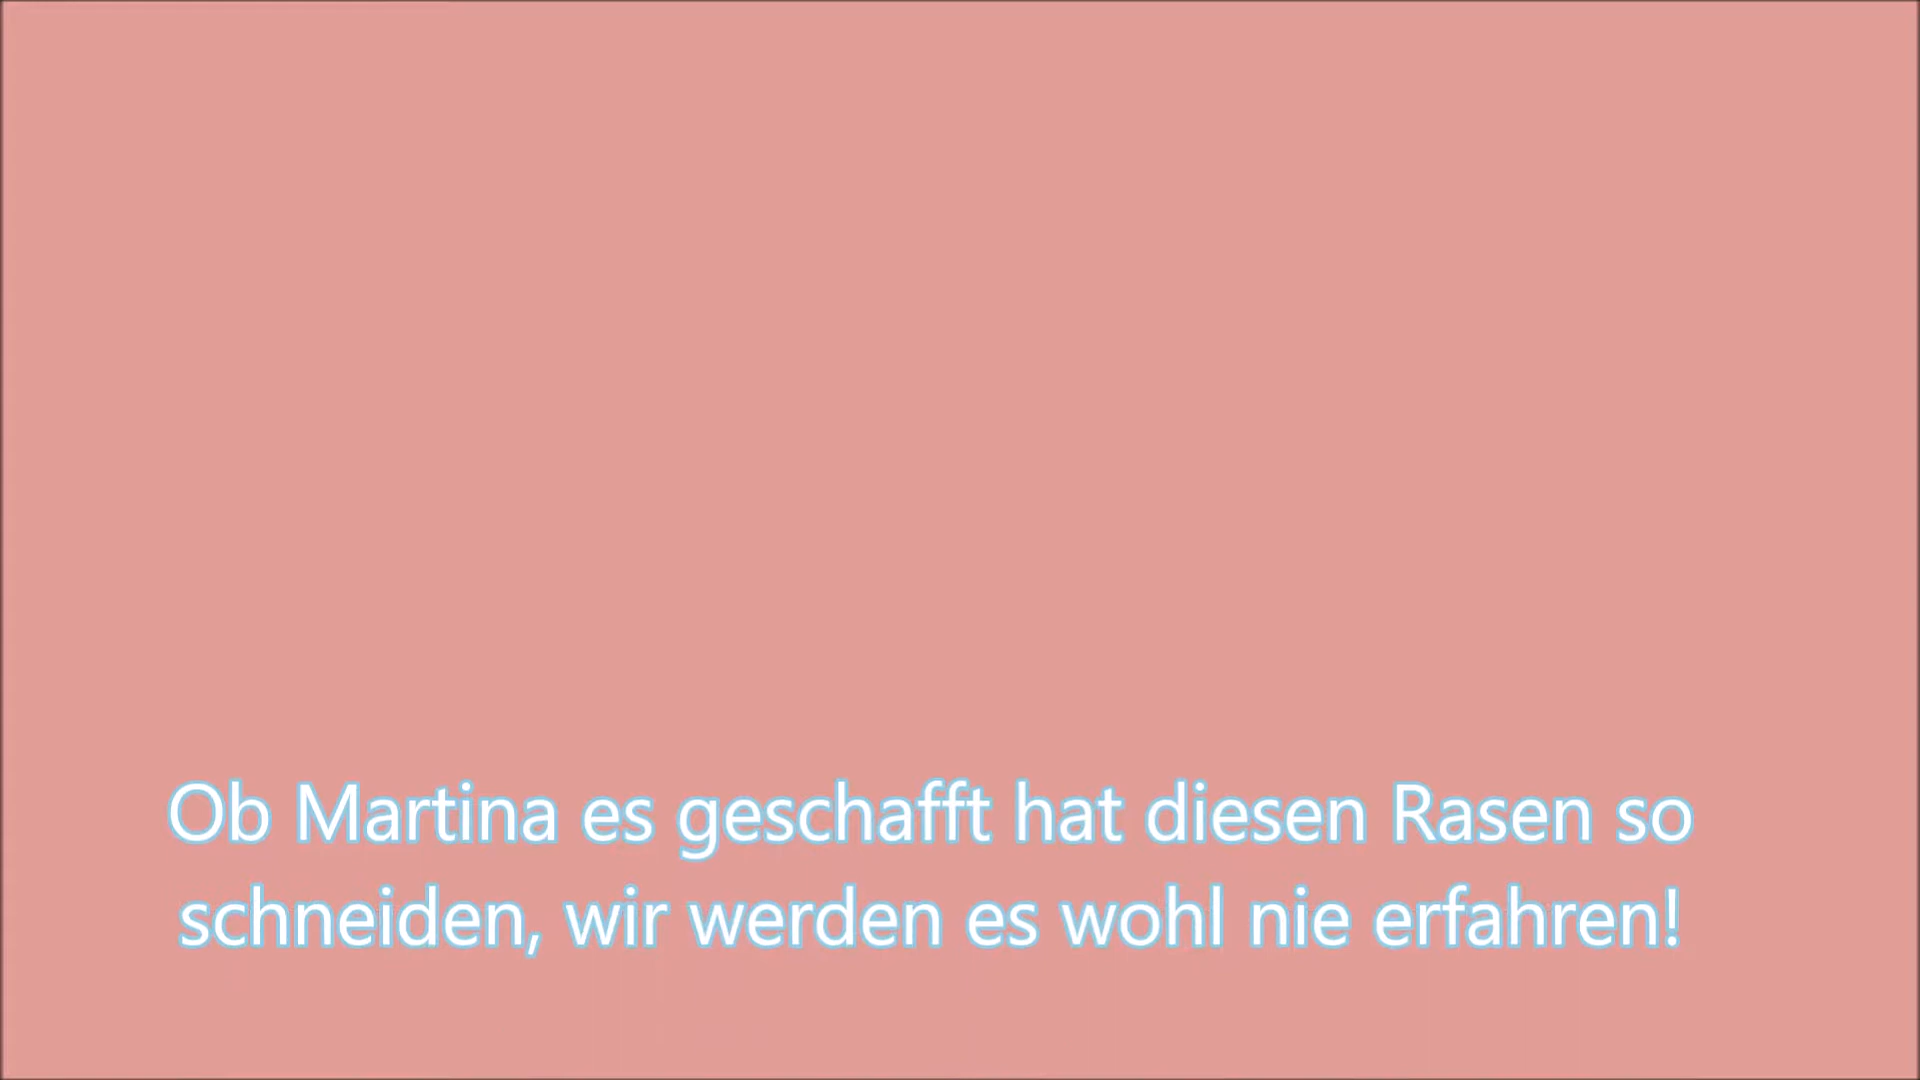 Ob Martina es geschafft hat diesen Rasen so
schneiden, wir werden es wohl nie erfahren!